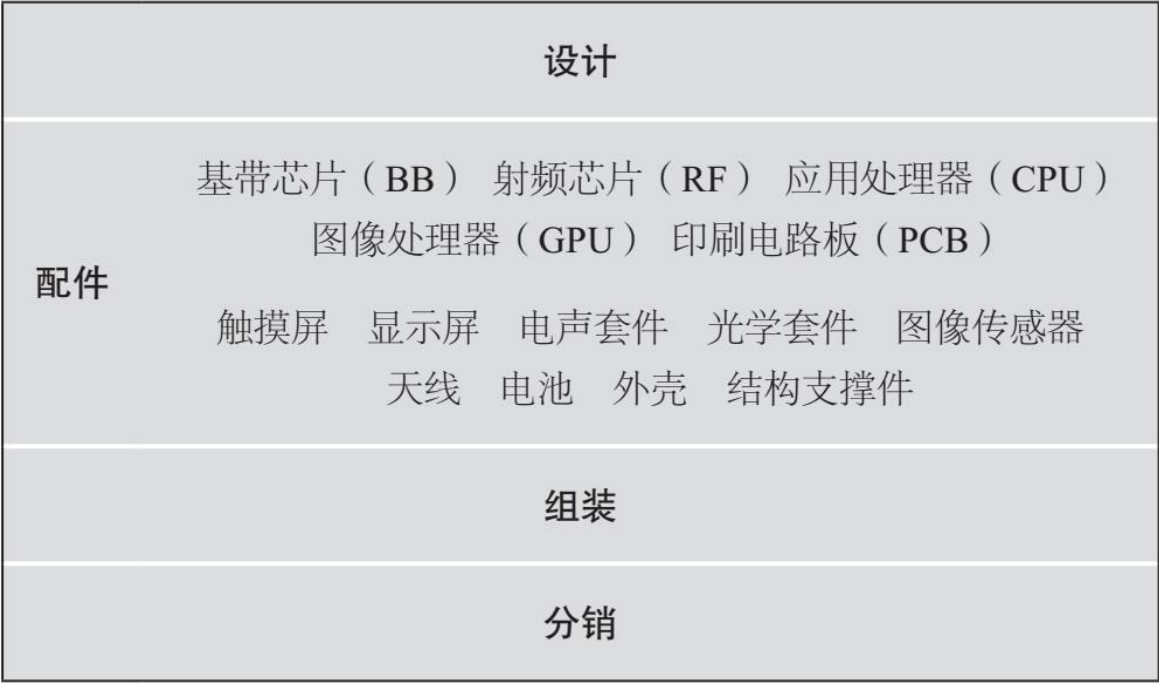 设计
基带芯片（BB） 射频芯片（RF） 应用处理器（CPU）
图像处理器（GPU） 印刷电路板（PCB）
配件
触摸屏 显示屏 电声套件 光学套件 图像传感器
天线 电池 外壳 结构支撑件
组装
分销